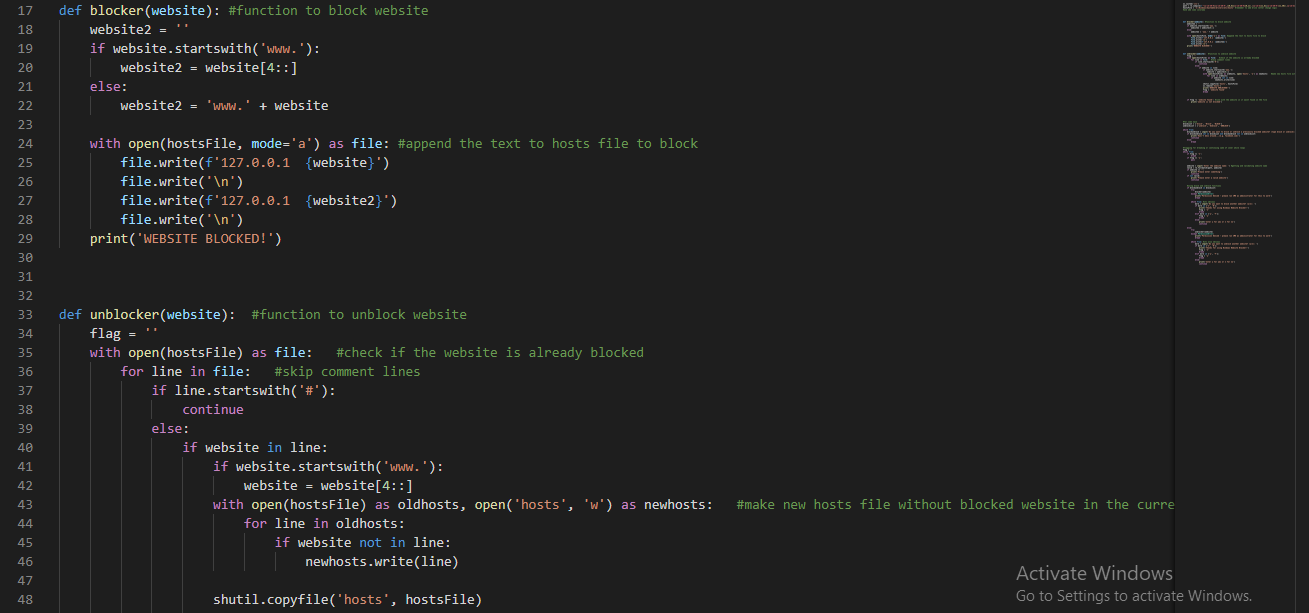 17 def blocker(website): #function to block website
18     website2 = ''
19     if website.startswith('www.'):
20         website2 = website[4::]
21     else:
22         website2 = 'www.' + website
23
24     with open(hostsFile, mode='a') as file: #append the text to hosts file to block
25         file.write(f'127.0.0.1  {website}')
26         file.write('\n')
27         file.write(f'127.0.0.1  {website2}')
28         file.write('\n')
29     print('WEBSITE BLOCKED!')
30
31
32
33 def unblocker(website):  #function to unblock website
34     flag = ''
35     with open(hostsFile) as file:   #check if the website is already blocked
36         for line in file:   #skip comment lines
37             if line.startswith('#'):
38                 continue
39             else:
40                 if website in line:
41                     if website.startswith('www.'):
42                         website = website[4::]
43                     with open(hostsFile) as oldhosts, open('hosts', 'w') as newhosts:   #make new hosts file without blocked website in the curre
44                         for line in oldhosts:
45                             if website not in line:
46                                 newhosts.write(line)
47
48                     shutil.copyfile('hosts', hostsFile)
Activate Windows
Go to Settings to activate Windows.